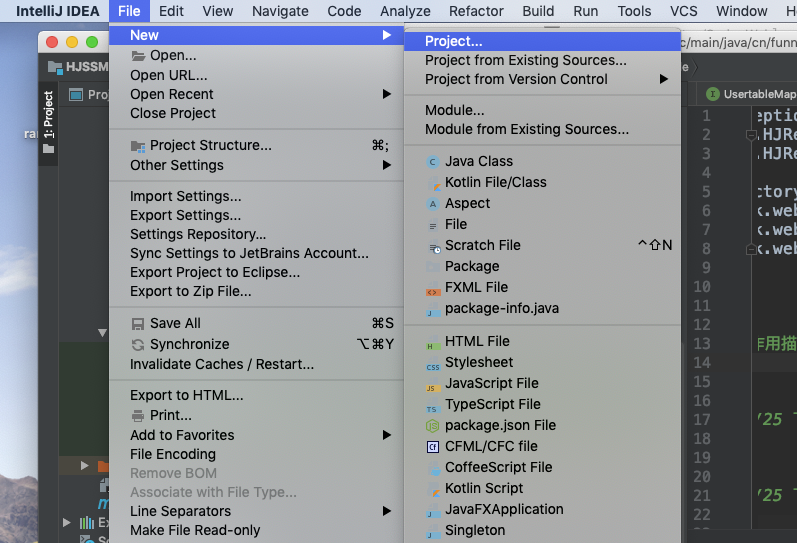 IntelliJ IDEA File Edit View Navigate Code Analyze Refactor Build Run Tools VCS Window
New
Open...
Open URL...
Open Recent
Close Project
Project Structure... ⌘;
Other Settings
Import Settings...
Export Settings...
Settings Repository...
Sync Settings to JetBrains Account...
Export Project to Eclipse...
Export to Zip File...
Save All ⌘S
Synchronize ⌥⌘Y
Invalidate Caches / Restart...
Export to HTML...
Print...
Add to Favorites
File Encoding
Remove BOM
Associate with File Type...
Line Separators
Make File Read-only
Project...
Project from Existing Sources...
Project from Version Control
Module...
Module from Existing Sources...
Java Class
Kotlin File/Class
Aspect
File
Scratch File ^⇧N
Package
FXML File
package-info.java
HTML File
Stylesheet
JavaScript File
TypeScript File
package.json File
CFML/CFC file
CoffeeScript File
Kotlin Script
JavaFXApplication
Singleton
HJSSM
1: Project
Pro
c/main/java/cn/funn
UsertableMap
1 eptio
2 .HJRe
3 .HJRe
4
5 ctory
6 k.web
7 k.web
8 k.web
9
10
11
12
13 作用描
14
15
16
17 /25
18
19
20
21 /25
22